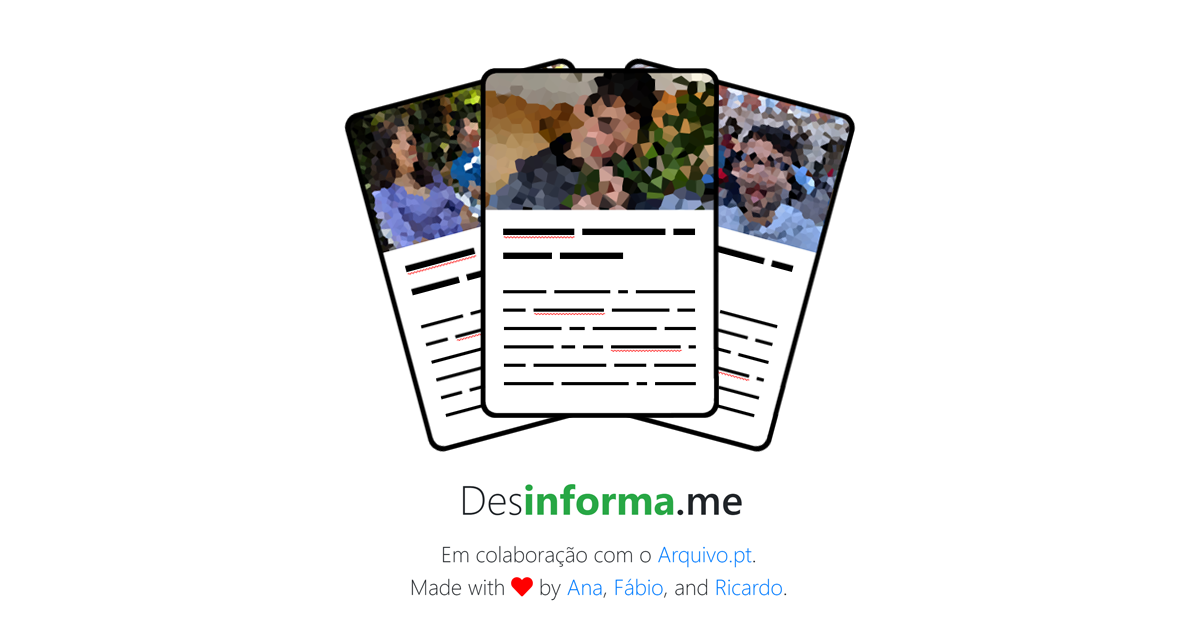 Desinforma.me
Em colaboração com o Arquivo.pt.
Made with ❤ by Ana, Fábio, and Ricardo.